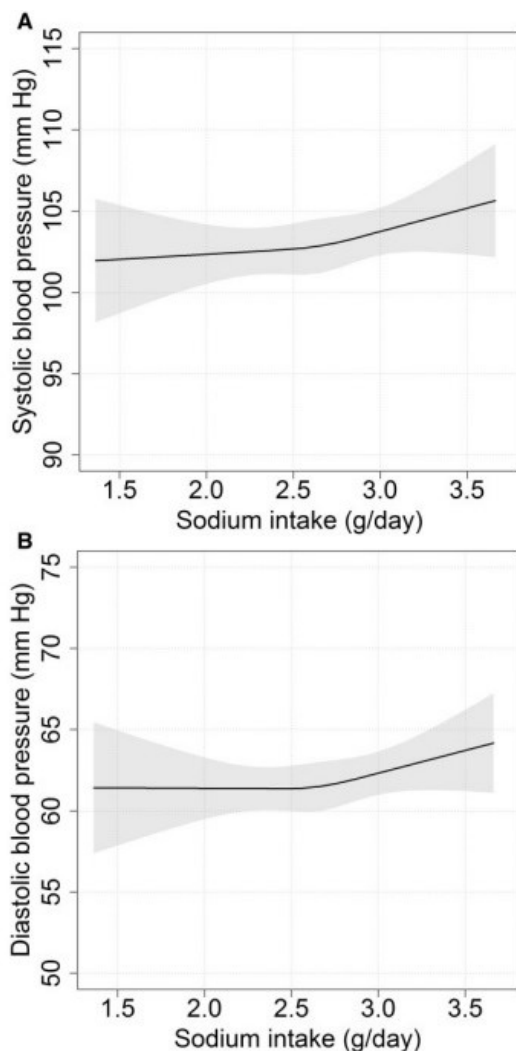 A
Systolic blood pressure (mm Hg)
115
110
105
100
95
90
1.5 2.0 2.5 3.0 3.5
Sodium intake (g/day)
B
Diastolic blood pressure (mm Hg)
75
70
65
60
55
50
1.5 2.0 2.5 3.0 3.5
Sodium intake (g/day)